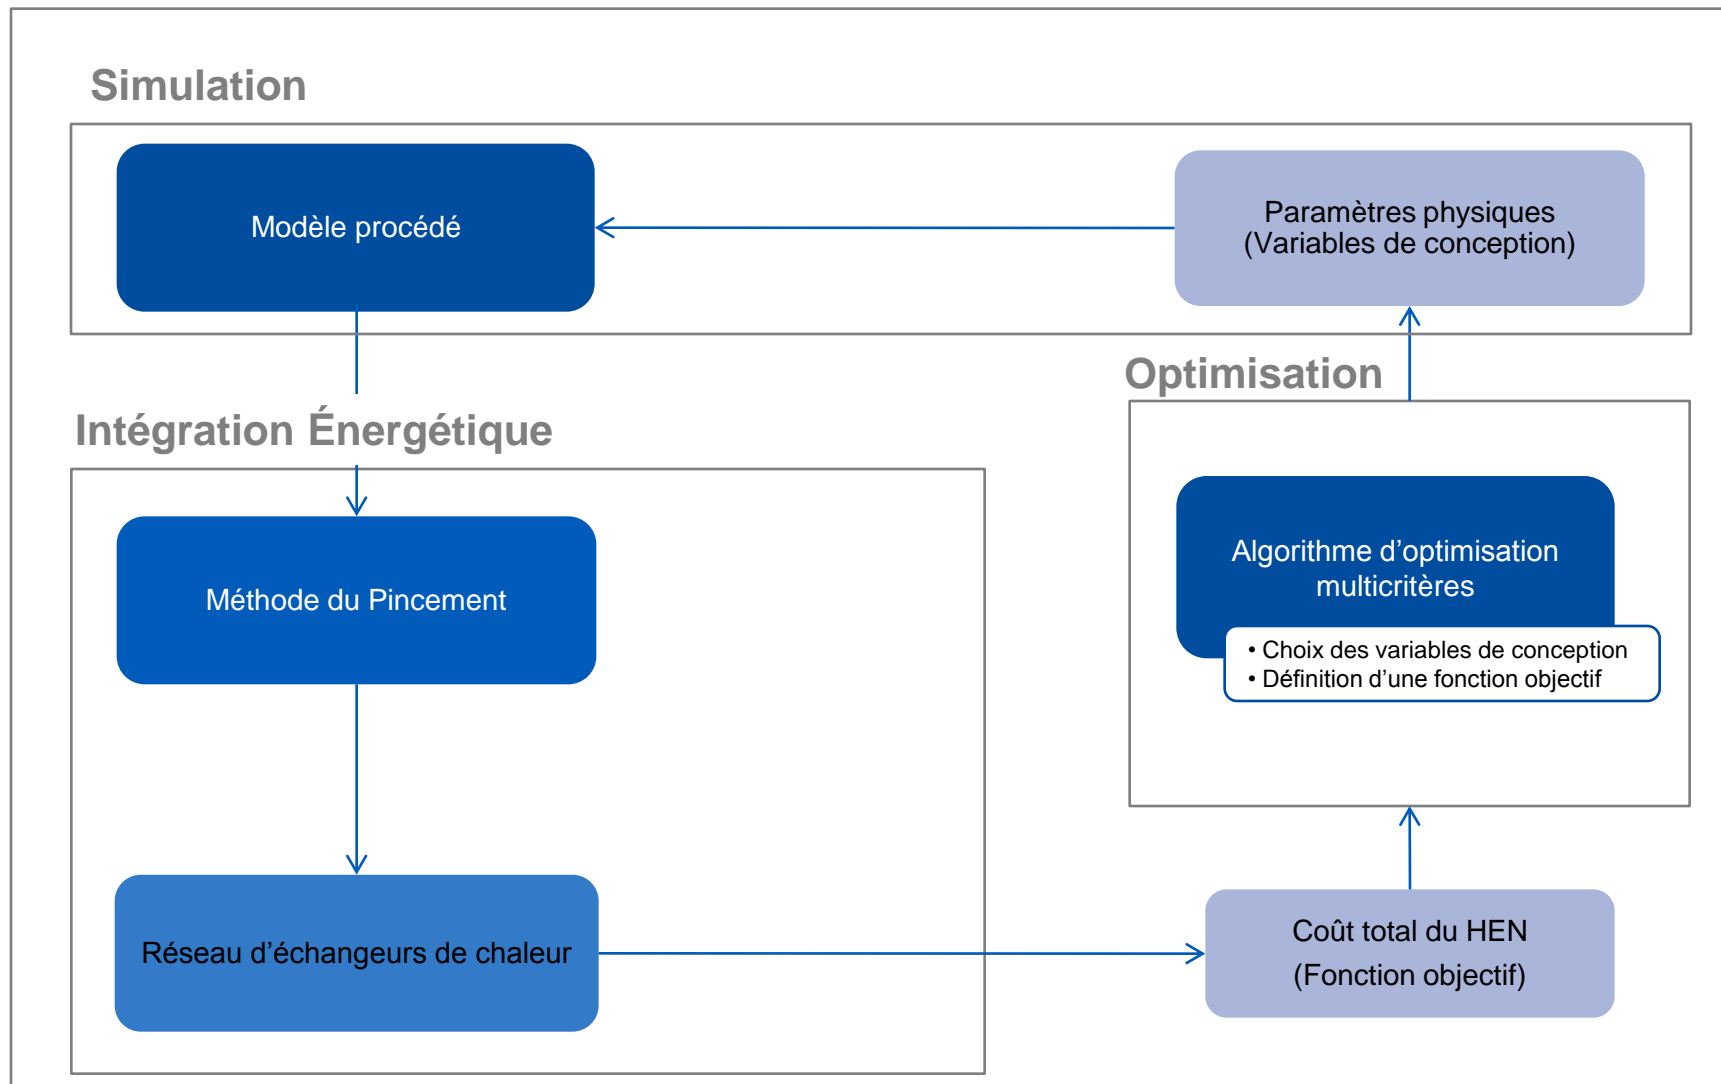 Simulation
Modèle procédé
Paramètres physiques
(Variables de conception)
Optimisation
Intégration Énergétique
Algorithme d’optimisation
multicritères
• Choix des variables de conception
• Définition d’une fonction objectif
Méthode du Pincement
Réseau d’échangeurs de chaleur
Coût total du HEN
(Fonction objectif)